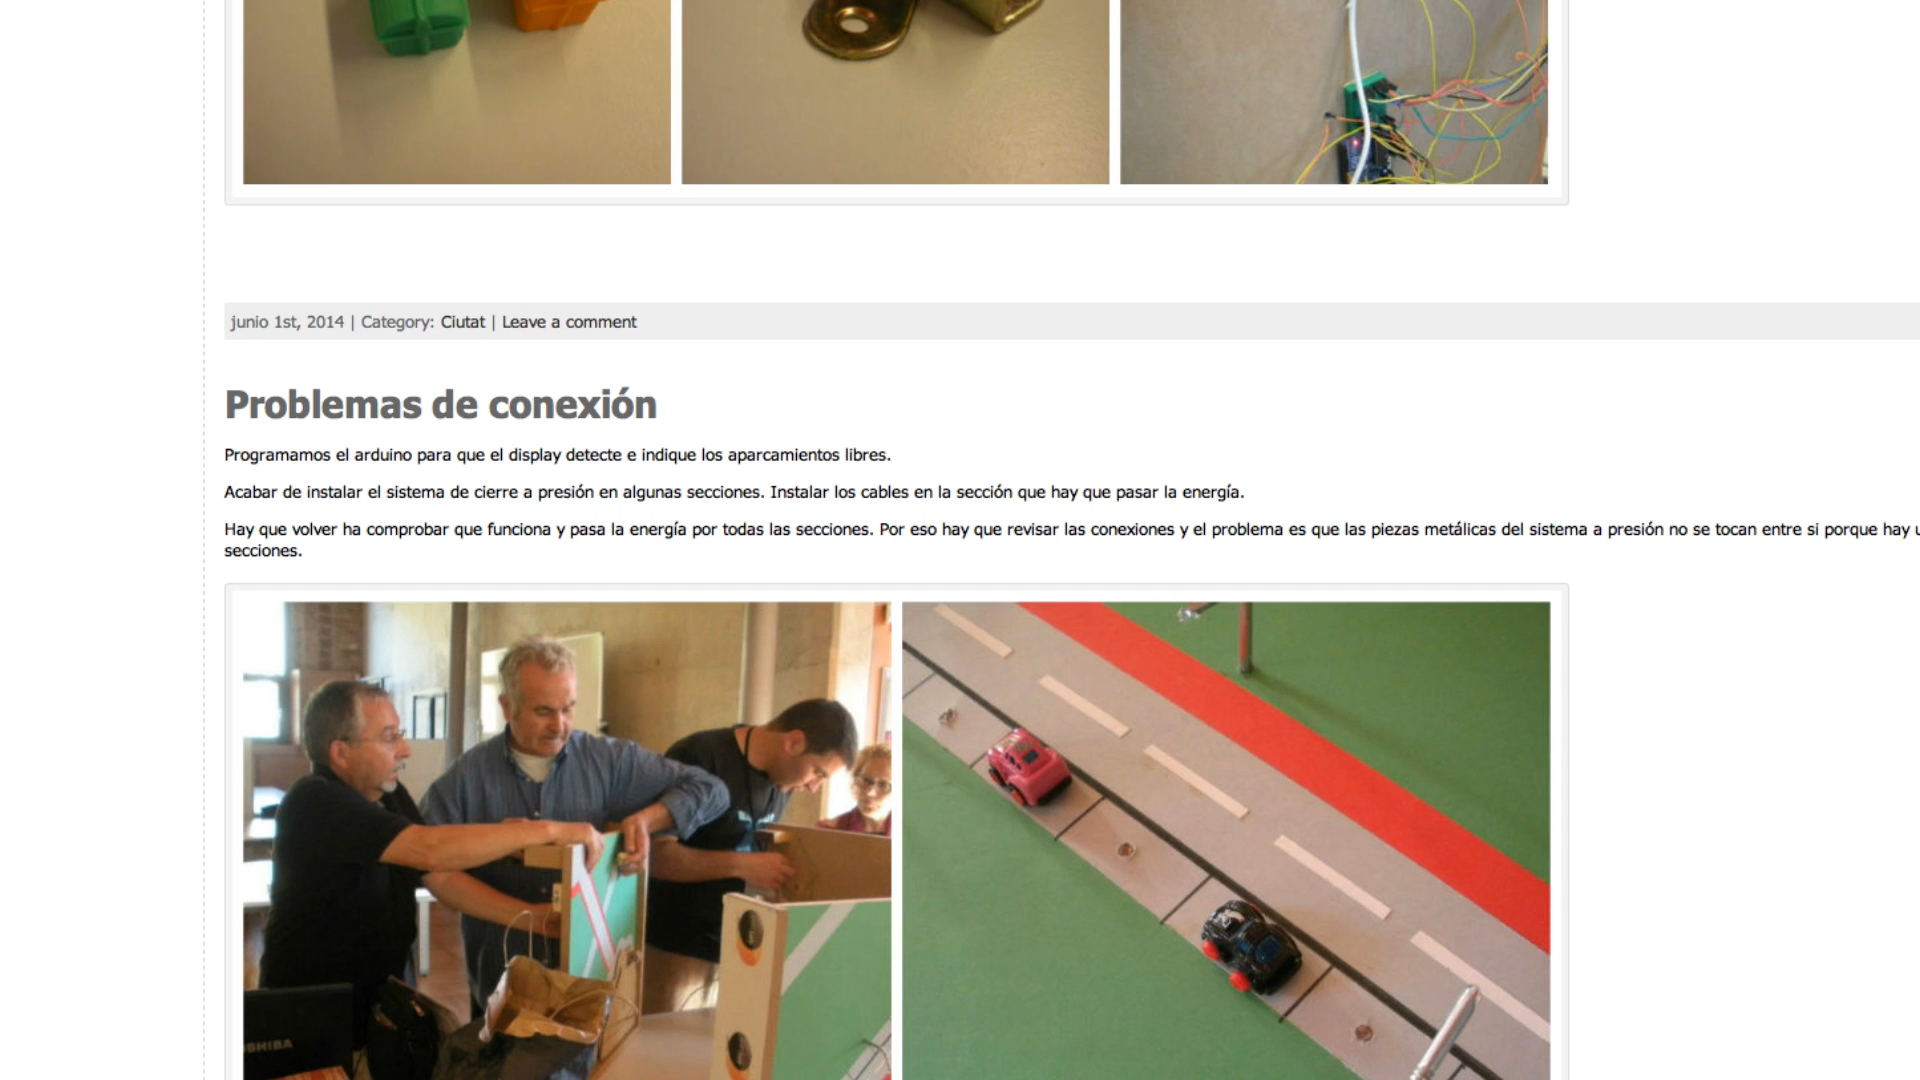 junio 1st, 2014 | Category: Ciutat | Leave a comment
Problemas de conexión
Programamos el arduino para que el display detecte e indique los aparcamientos libres.
Acabar de instalar el sistema de cierre a presión en algunas secciones. Instalar los cables en la sección que hay que pasar la energía.
Hay que volver ha comprobar que funciona y pasa la energía por todas las secciones. Por eso hay que revisar las conexiones y el problema es que las piezas metálicas del sistema a presión no se tocan entre si porque hay
secciones.
SHIBA